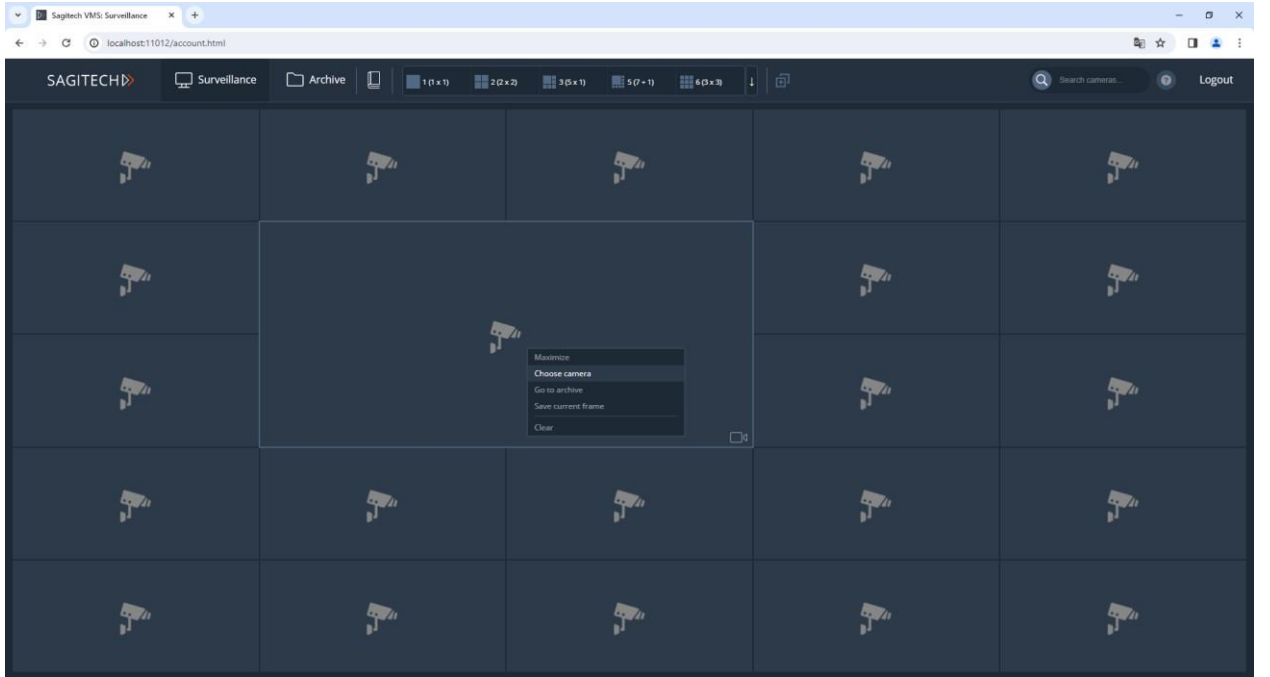 Sagitech VMS: Surveillance
localhost:11012/account.html
SAGITECH Surveillance Archive 1 (1 x 1) 2 (2 x 2) 3 (5 x 1) 5 (7 + 1) 6 (3 x 3) Search cameras... Logout
Maximize
Choose camera
Go to archive
Save current frame
Clear